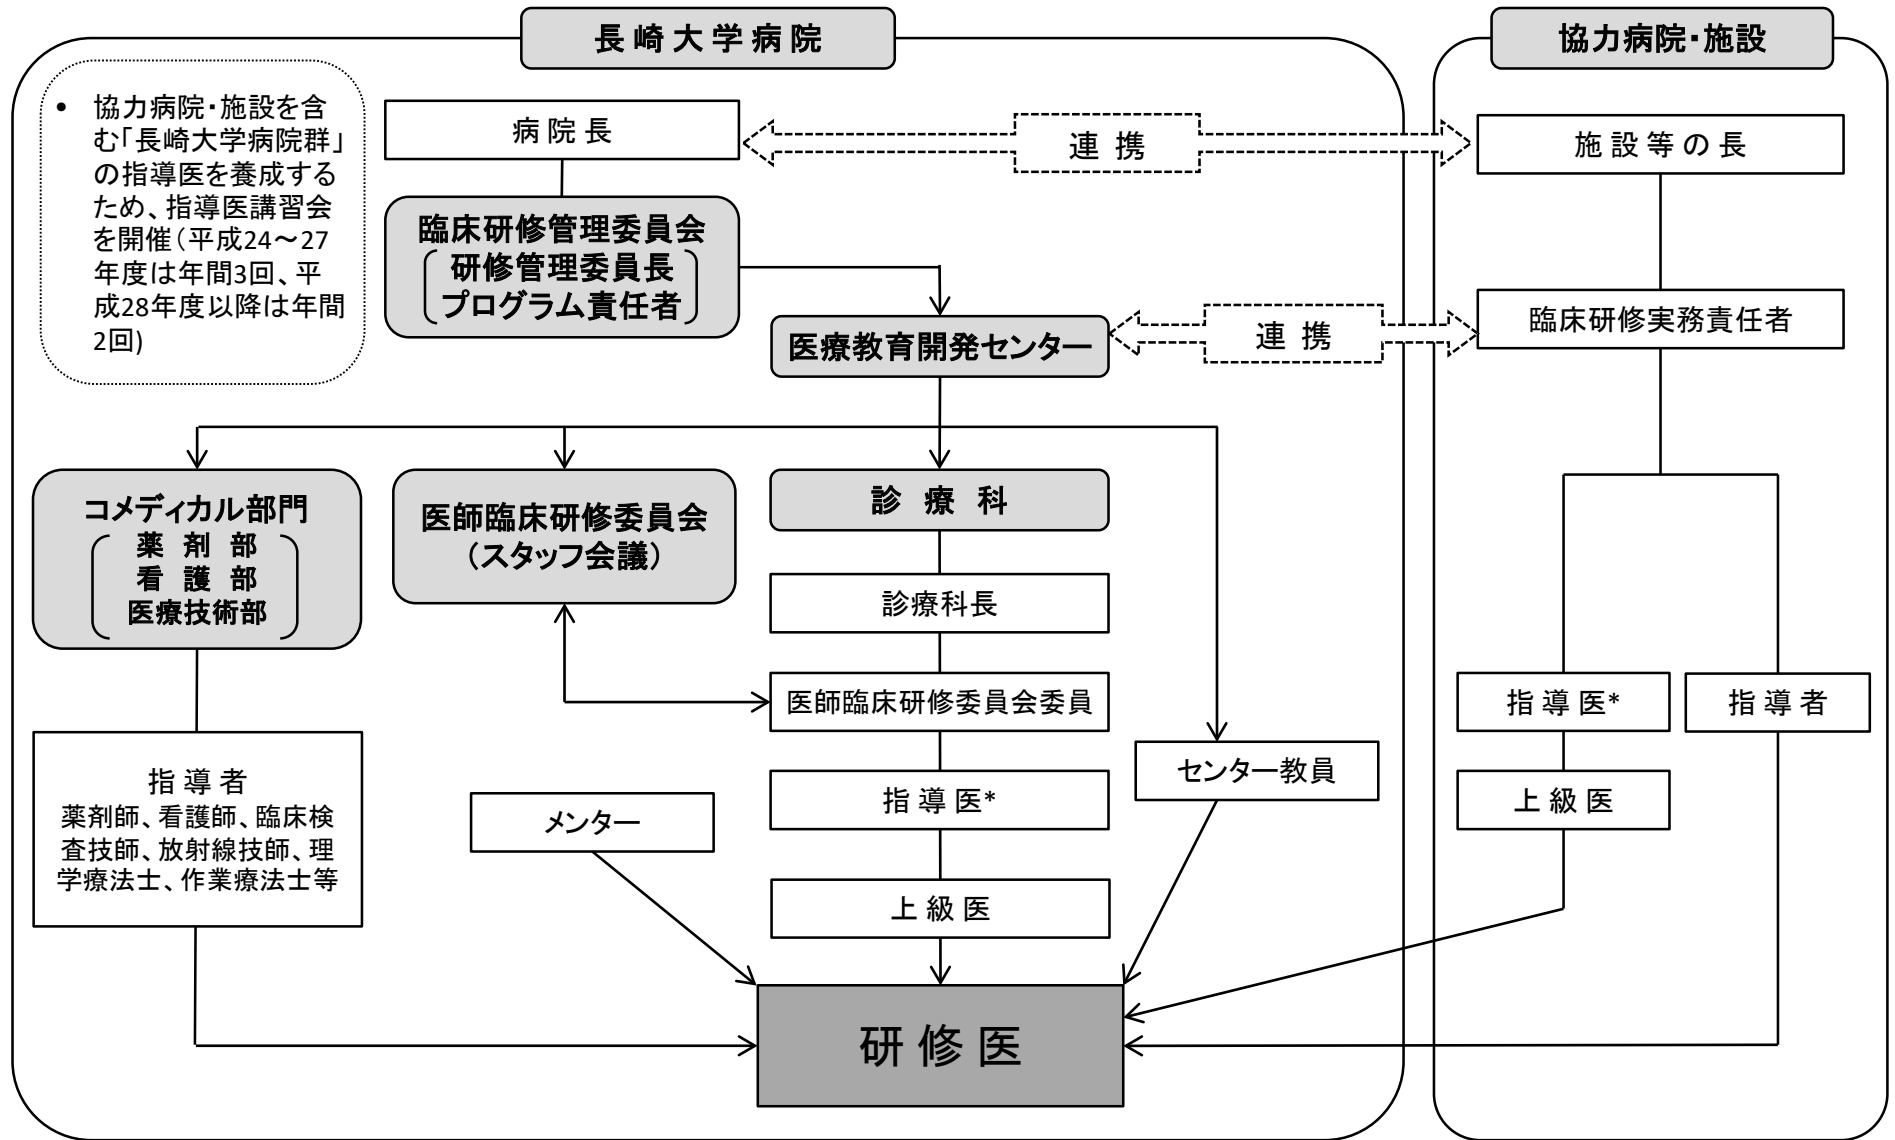 長崎大学病院
協力病院・施設
• 協力病院・施設を含
む「長崎大学病院群」
の指導医を養成する
ため、指導医講習会
を開催(平成24～27
年度は年間3回、平
成28年度以降は年間
2回)
病院長
連携
施設等の長
臨床研修管理委員会
研修管理委員長
プログラム責任者
医療教育開発センター
連携
臨床研修実務責任者
コメディカル部門
薬剤部
看護部
医療技術部
医師臨床研修委員会
(スタッフ会議)
診療科
診療科長
医師臨床研修委員会委員
指導医*
上級医
センター教員
メンター
指導者
薬剤師、看護師、臨床検
査技師、放射線技師、理
学療法士、作業療法士等
指導医*
指導者
上級医
研修医